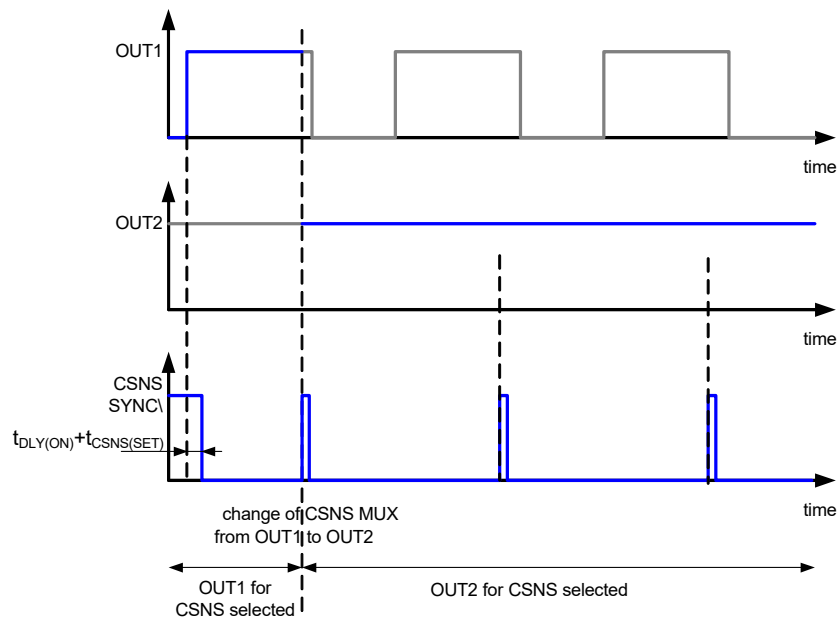 OUT1
time
OUT2
time
CSNS
SYNC\
tDLY(ON)+tCSNS(SET)
time
change of CSNS MUX
from OUT1 to OUT2
OUT1 for
CSNS selected
OUT2 for CSNS selected